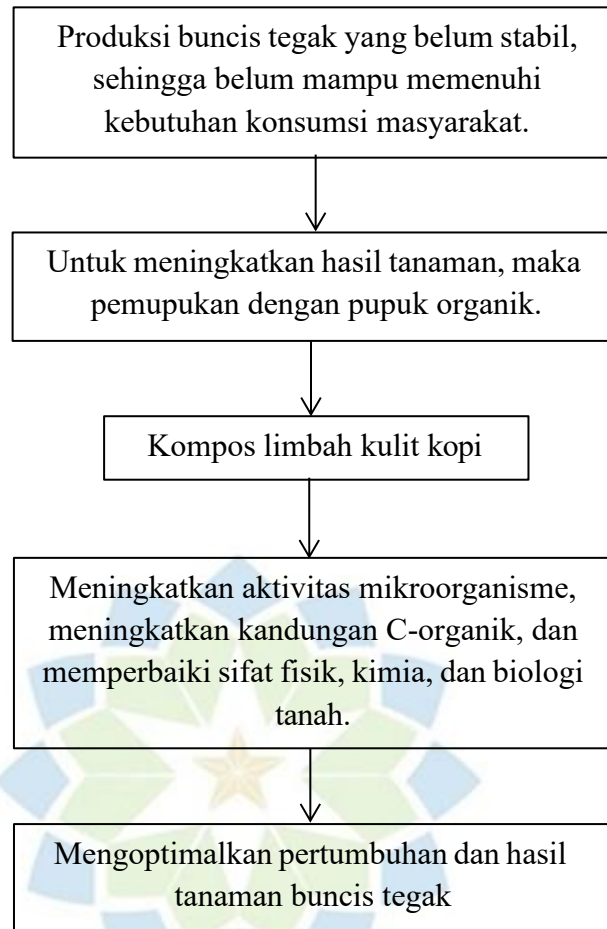 Produksi buncis tegak yang belum stabil,
sehingga belum mampu memenuhi
kebutuhan konsumsi masyarakat.
Untuk meningkatkan hasil tanaman, maka
pemupukan dengan pupuk organik.
Kompos limbah kulit kopi
Meningkatkan aktivitas mikroorganisme,
meningkatkan kandungan C-organik, dan
memperbaiki sifat fisik, kimia, dan biologi
tanah.
Mengoptimalkan pertumbuhan dan hasil
tanaman buncis tegak